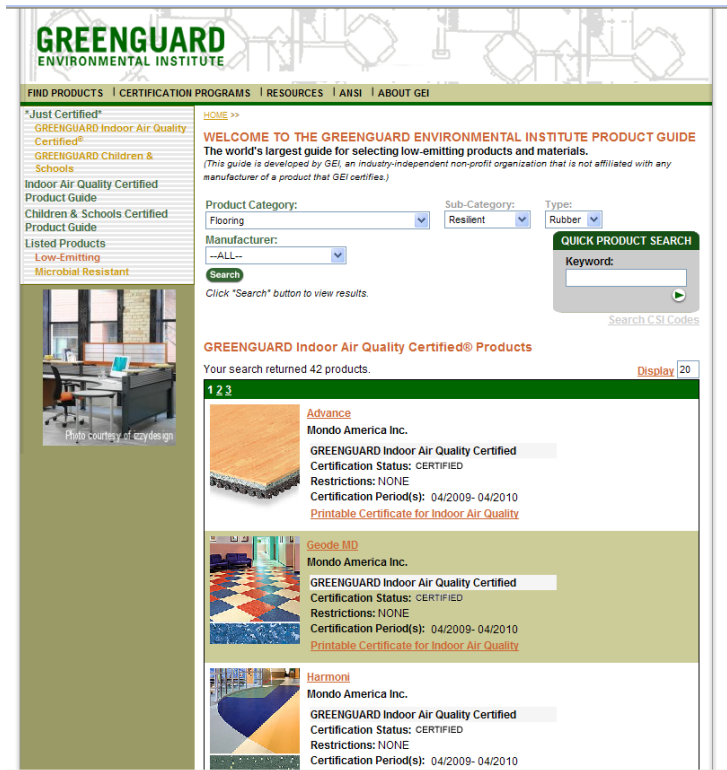 GREENGUARD
ENVIRONMENTAL INSTITUTE
FIND PRODUCTS | CERTIFICATION PROGRAMS | RESOURCES | ANSI | ABOUT GEI
*Just Certified*
GREENGUARD Indoor Air Quality
Certified®
GREENGUARD Children &
Schools
Indoor Air Quality Certified
Product Guide
Children & Schools Certified
Product Guide
Listed Products
Low-Emitting
Microbial Resistant
Photo courtesy of izzydesign
HOME >>
WELCOME TO THE GREENGUARD ENVIRONMENTAL INSTITUTE PRODUCT GUIDE
The world's largest guide for selecting low-emitting products and materials.
(This guide is developed by GEI, an industry-independent non-profit organization that is not affiliated with any
manufacturer of a product that GEI certifies.)
Product Category: Sub-Category: Type:
Flooring Resilient Rubber
Manufacturer:
--ALL--
Search
Click "Search" button to view results.
QUICK PRODUCT SEARCH
Keyword:
Search CSI Codes
GREENGUARD Indoor Air Quality Certified® Products
Your search returned 42 products. Display 20
1 2 3
Advance
Mondo America Inc.
GREENGUARD Indoor Air Quality Certified
Certification Status: CERTIFIED
Restrictions: NONE
Certification Period(s): 04/2009- 04/2010
Printable Certificate for Indoor Air Quality
Geode MD
Mondo America Inc.
GREENGUARD Indoor Air Quality Certified
Certification Status: CERTIFIED
Restrictions: NONE
Certification Period(s): 04/2009- 04/2010
Printable Certificate for Indoor Air Quality
Harmoni
Mondo America Inc.
GREENGUARD Indoor Air Quality Certified
Certification Status: CERTIFIED
Restrictions: NONE
Certification Period(s): 04/2009- 04/2010